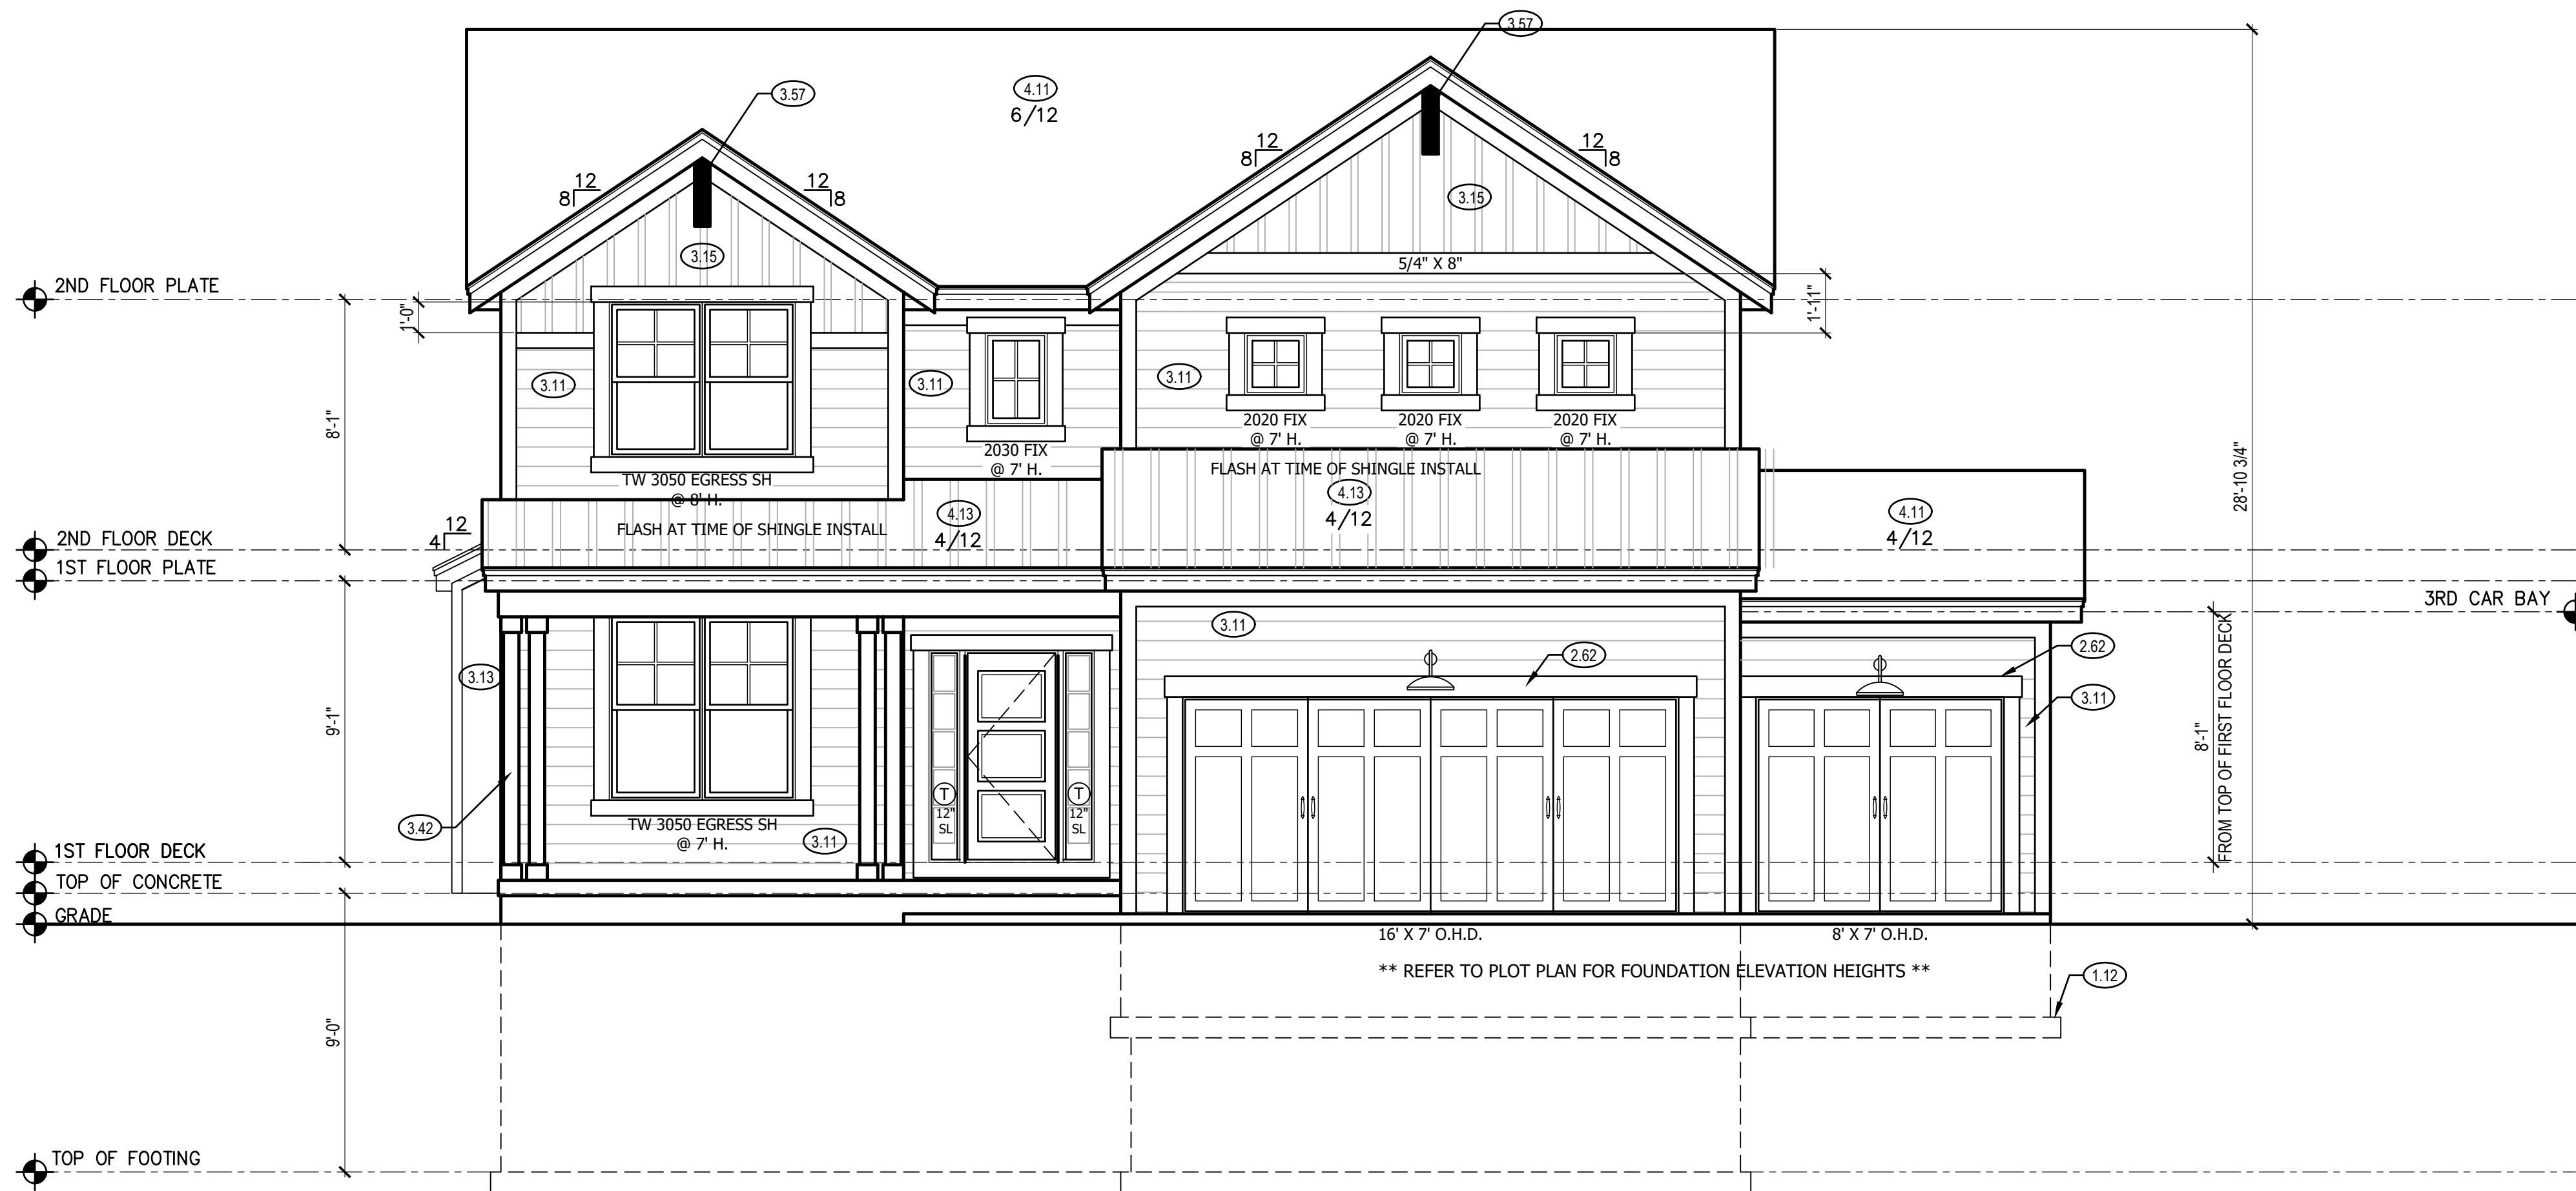 3.57
3.57
4.11
6/12
12
8
12
8
12
8
12
8
3.15
3.15
5/4" X 8"
2ND FLOOR PLATE
1'-0"
1'-11"
3.11
3.11
3.11
8'-1"
2020 FIX
@ 7' H.
2020 FIX
@ 7' H.
2020 FIX
@ 7' H.
2030 FIX
@ 7' H.
TW 3050 EGRESS SH
@ 8' H.
28'-10 3/4"
FLASH AT TIME OF SHINGLE INSTALL
4.13
4/12
FLASH AT TIME OF SHINGLE INSTALL
4.13
4/12
4.11
4/12
12
4
2ND FLOOR DECK
1ST FLOOR PLATE
3RD CAR BAY
3.11
2.62
2.62
3.13
3.11
9'-1"
8'-1"
FROM TOP OF FIRST FLOOR DECK
T
12"
SL
T
12"
SL
3.42
TW 3050 EGRESS SH
@ 7' H.
3.11
1ST FLOOR DECK
TOP OF CONCRETE
GRADE
16' X 7' O.H.D.
8' X 7' O.H.D.
** REFER TO PLOT PLAN FOR FOUNDATION ELEVATION HEIGHTS **
1.12
9'-0"
TOP OF FOOTING